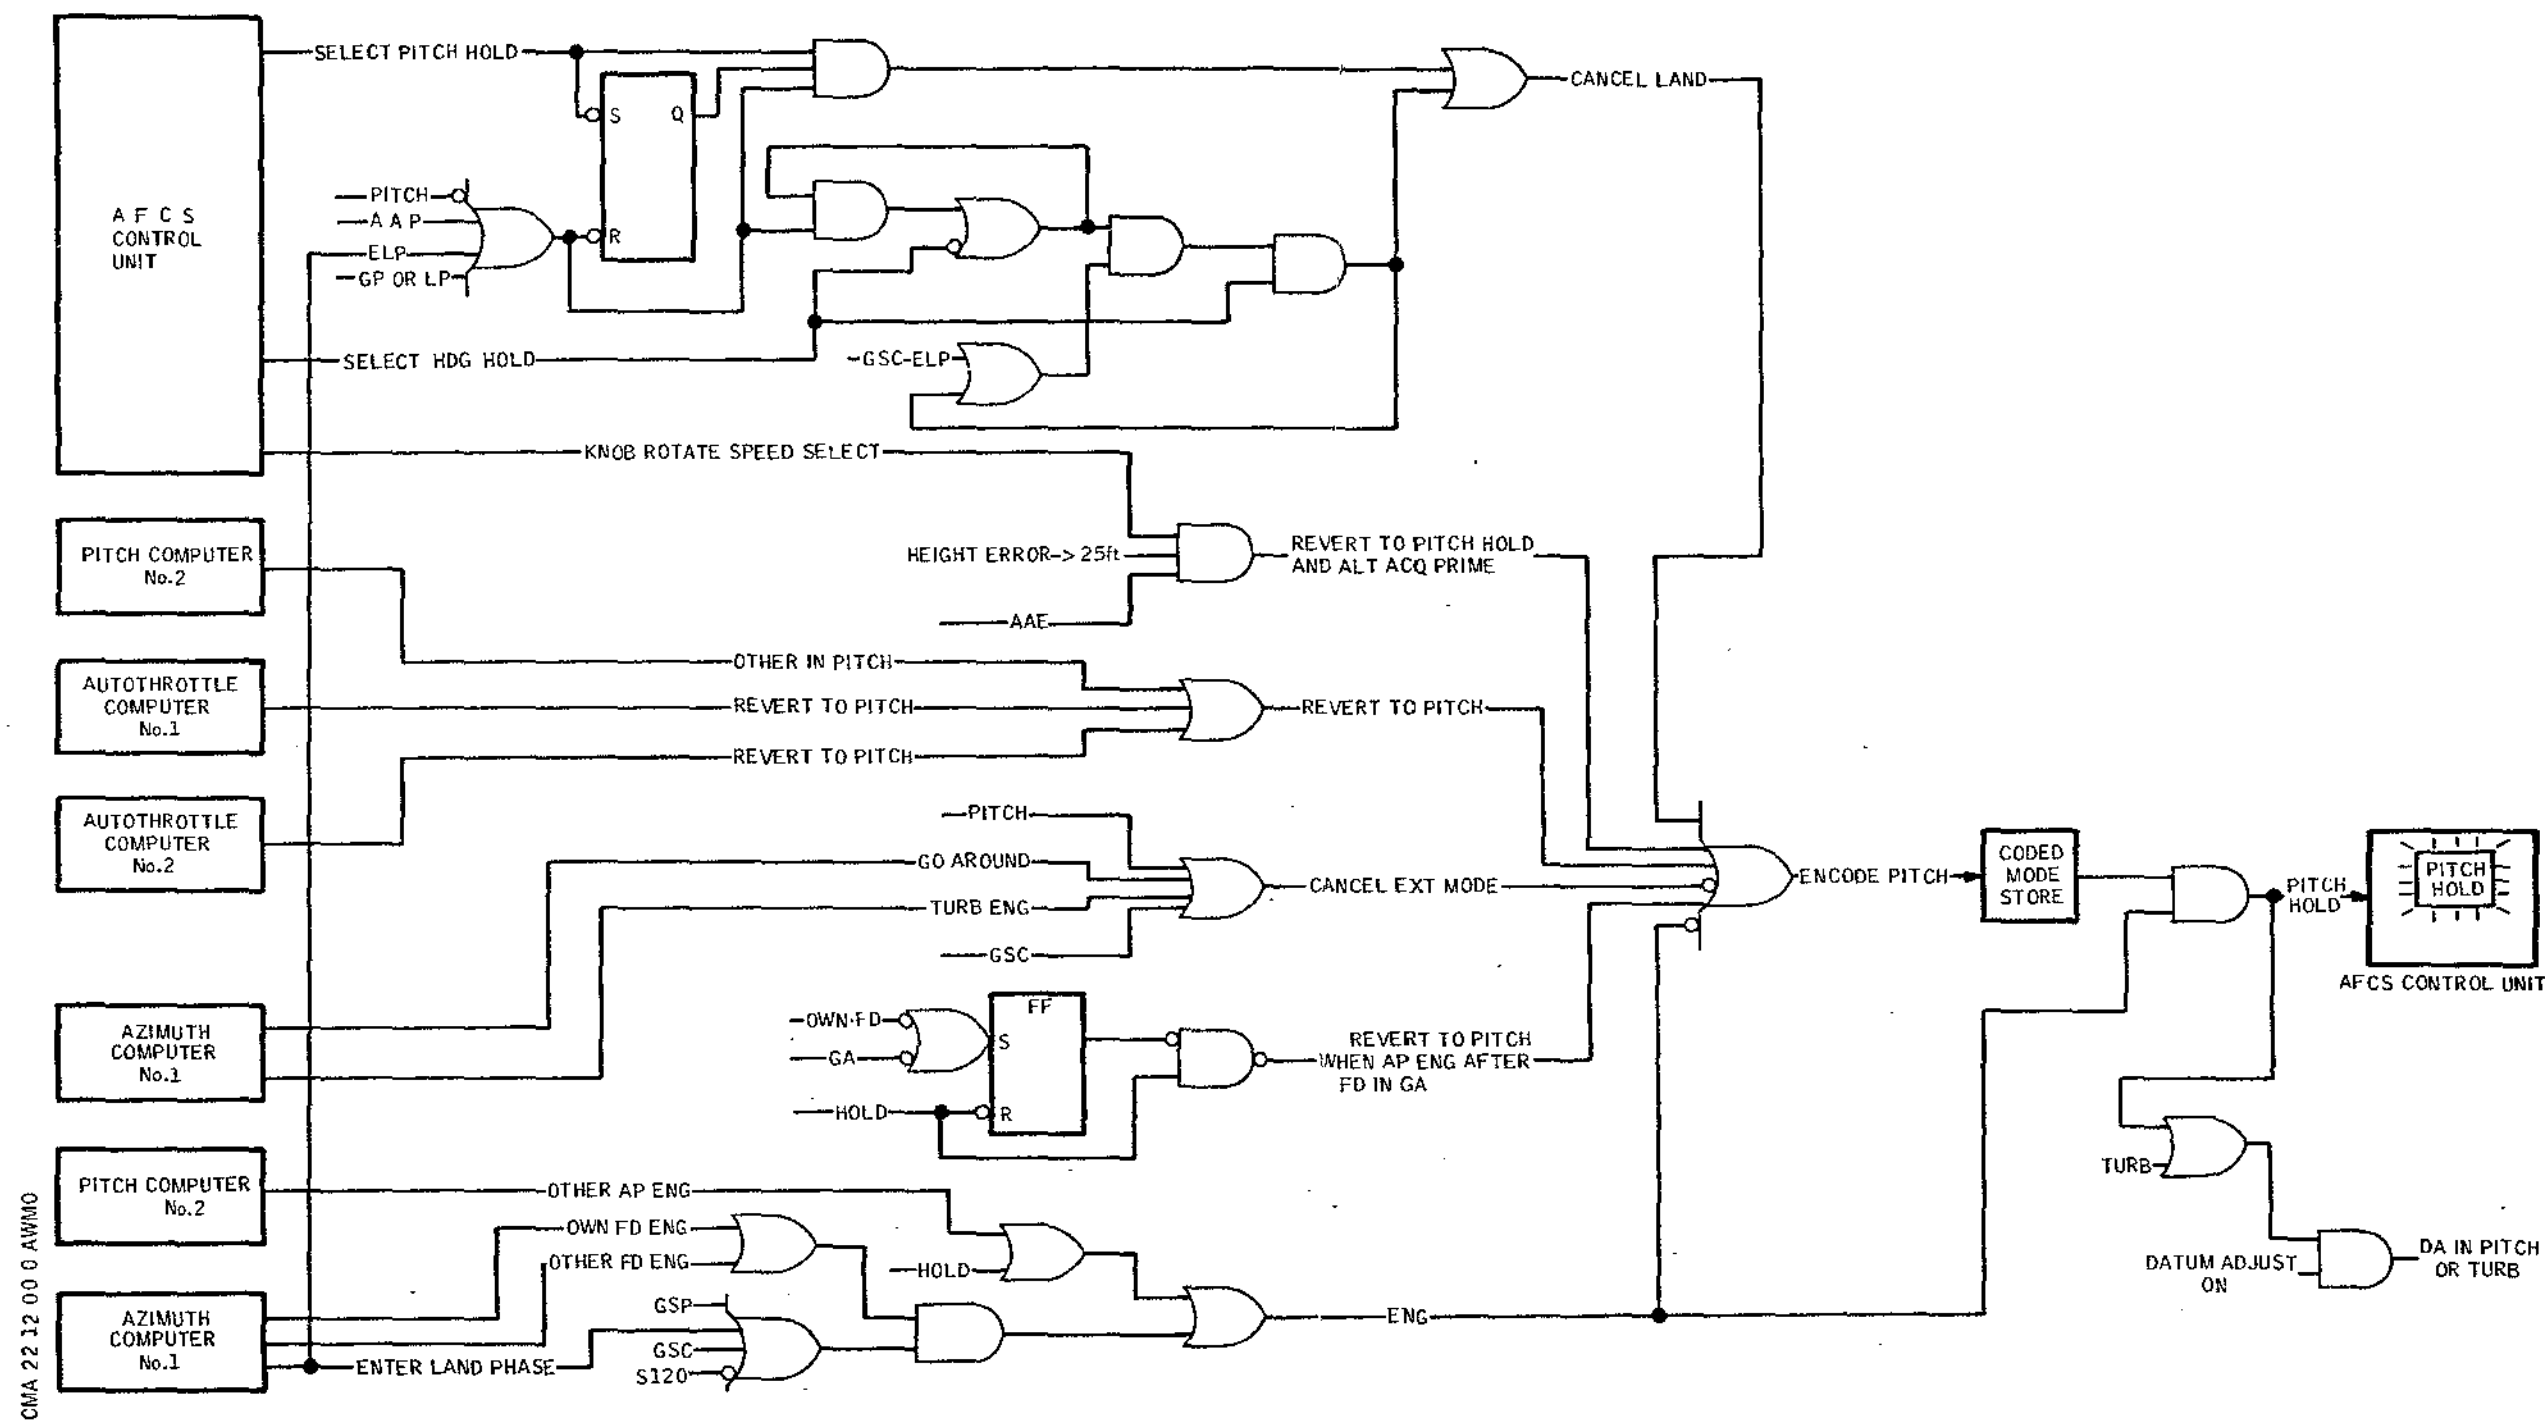 SELECT PITCH HOLD
CANCEL LAND
S Q
PITCH
A A P
ELP
GP OR LP
R
A F C S
CONTROL
UNIT
SELECT HDG HOLD
GSC-ELP
KNOB ROTATE SPEED SELECT
PITCH COMPUTER
No.2
HEIGHT ERROR-> 25ft
REVERT TO PITCH HOLD
AND ALT ACQ PRIME
AAE
OTHER IN PITCH
AUTOTHROTTLE
COMPUTER
No.1
REVERT TO PITCH
REVERT TO PITCH
REVERT TO PITCH
AUTOTHROTTLE
COMPUTER
No.2
PITCH
GO AROUND
CANCEL EXT MODE
TURB ENG
GSC
ENCODE PITCH
CODED
MODE
STORE
PITCH
HOLD
PITCH
HOLD
AFCS CONTROL UNIT
AZIMUTH
COMPUTER
No.1
OWN·FD
GA
HOLD
FF
S
R
REVERT TO PITCH
WHEN AP ENG AFTER
FD IN GA
TURB
PITCH COMPUTER
No.2
OTHER AP ENG
OWN FD ENG
OTHER FD ENG
HOLD
DATUM ADJUST
ON
DA IN PITCH
OR TURB
AZIMUTH
COMPUTER
No.1
ENTER LAND PHASE
GSP
GSC
S120
ENG
CMA 22 12 00 0 AWM0